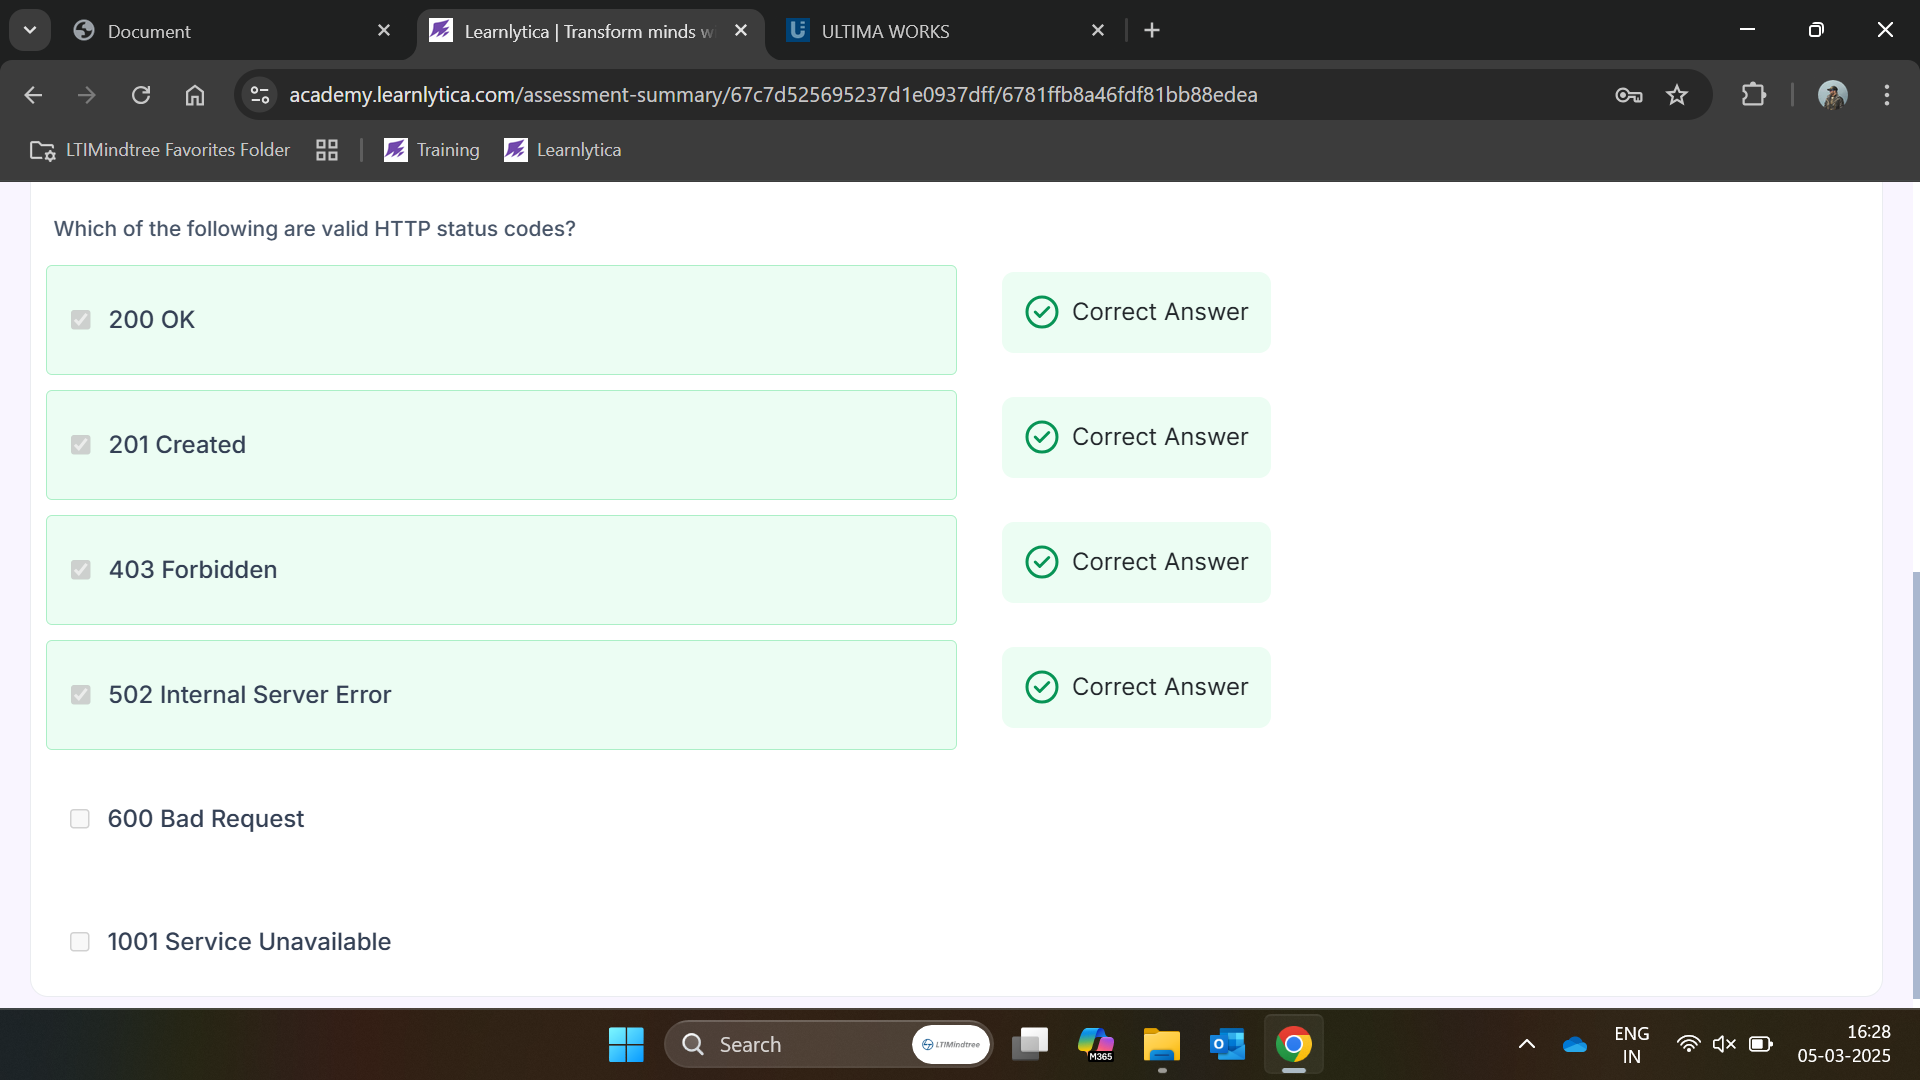 Document
Learnlytica | Transform minds w
ULTIMA WORKS
academy.learnlytica.com/assessment-summary/67c7d525695237d1e0937dff/6781ffb8a46fdf81bb88edea
LTIMindtree Favorites Folder
Training
Learnlytica
Which of the following are valid HTTP status codes?
200 OK
Correct Answer
201 Created
Correct Answer
403 Forbidden
Correct Answer
502 Internal Server Error
Correct Answer
600 Bad Request
1001 Service Unavailable
Search
LTIMindtree
M365
ENG
IN
16:28
05-03-2025